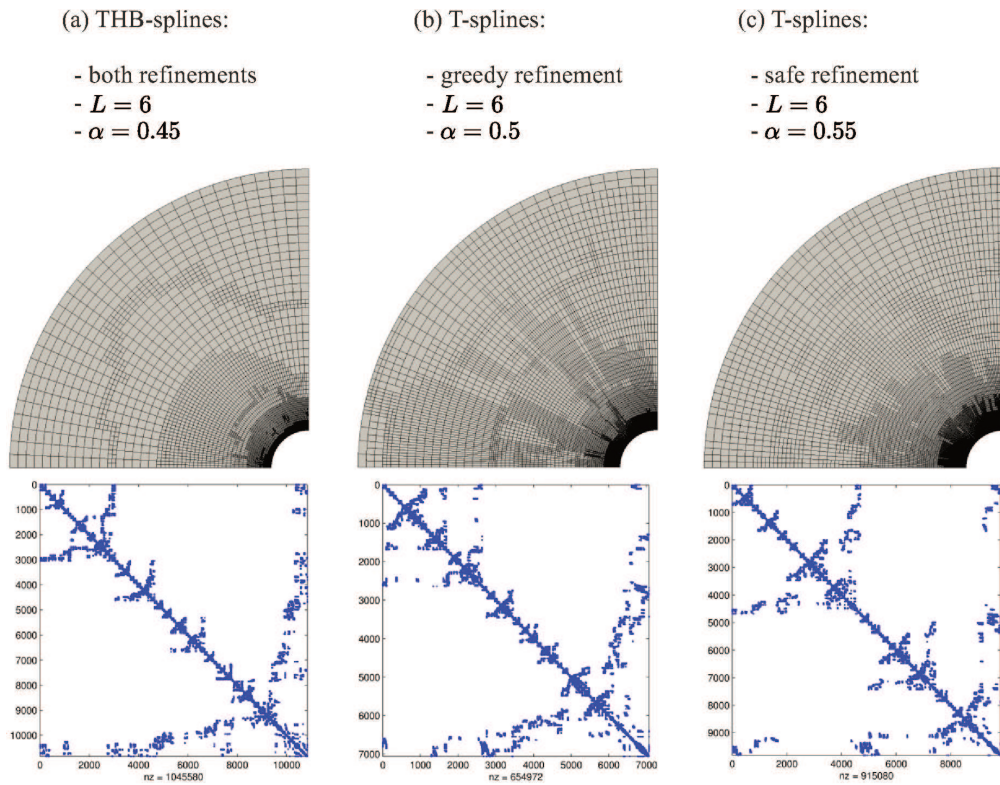 (a) THB-splines:
- both refinements
- L = 6
- α = 0.45
(b) T-splines:
- greedy refinement
- L = 6
- α = 0.5
(c) T-splines:
- safe refinement
- L = 6
- α = 0.55
0
1000
2000
3000
4000
5000
6000
7000
8000
9000
10000
0 2000 4000 6000 8000 10000
nz = 1045580
0
1000
2000
3000
4000
5000
6000
7000
0 1000 2000 3000 4000 5000 6000 7000
nz = 654972
0
1000
2000
3000
4000
5000
6000
7000
8000
9000
0 2000 4000 6000 8000
nz = 915080